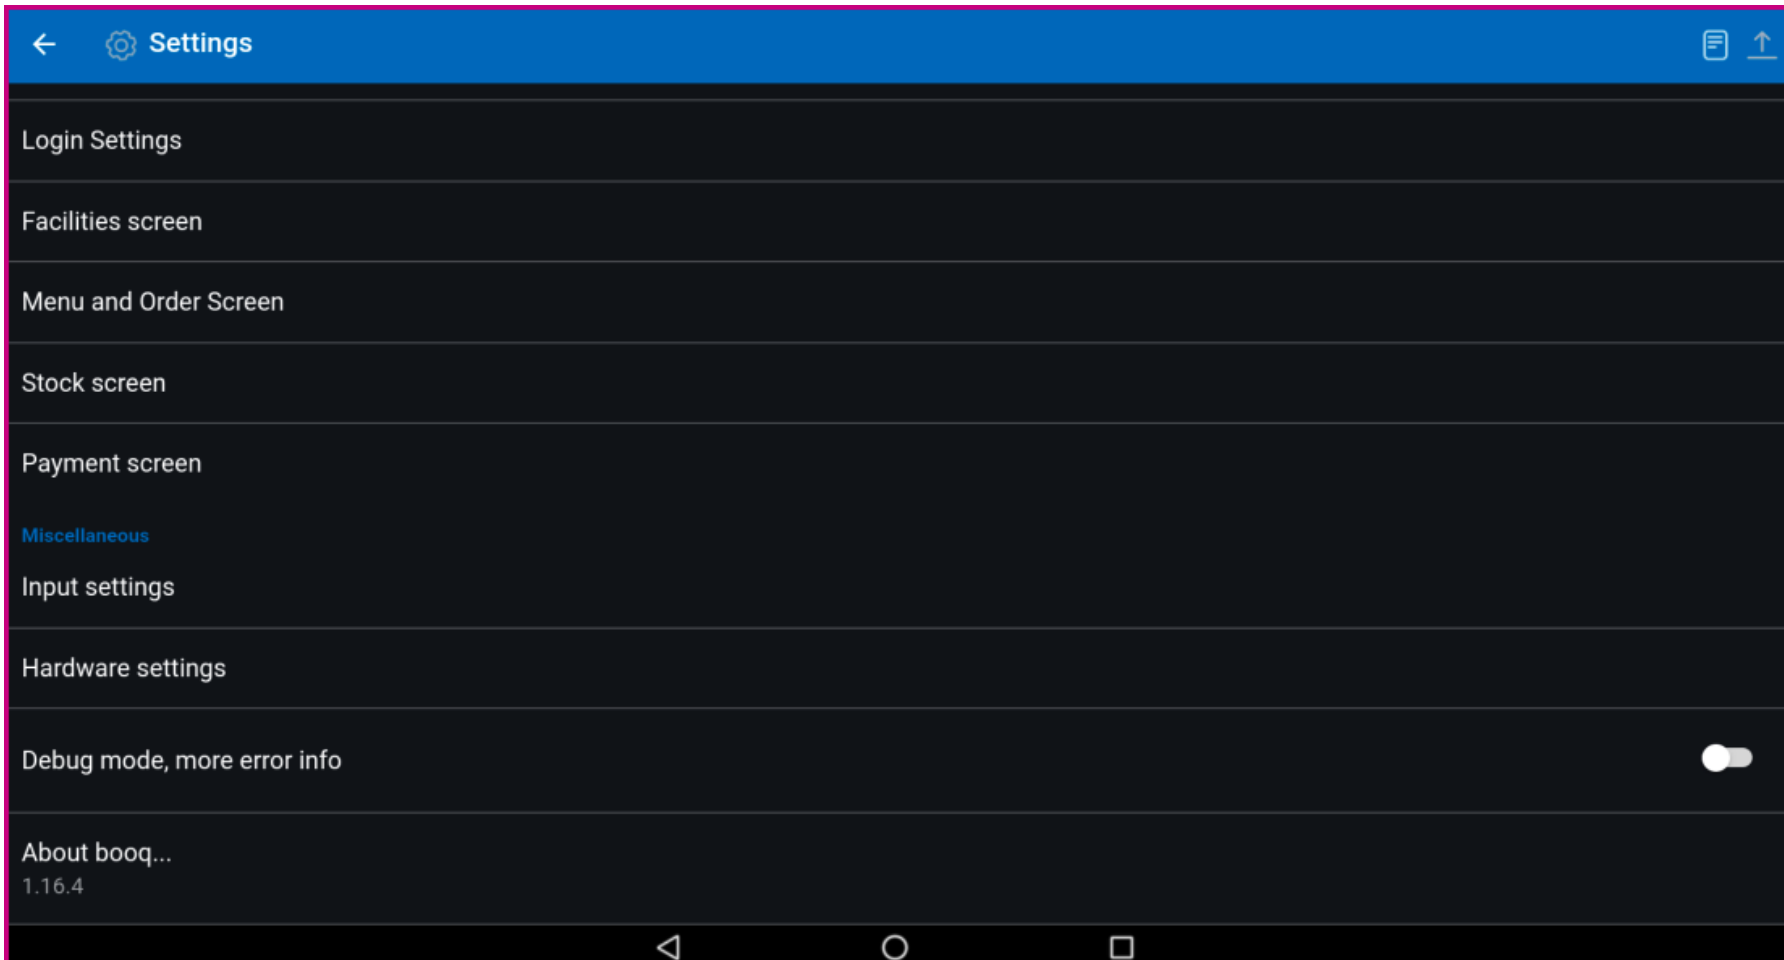 Settings
Login Settings
Facilities screen
Menu and Order Screen
Stock screen
Payment screen
Miscellaneous
Input settings
Hardware settings
Debug mode, more error info
About booq...
1.16.4